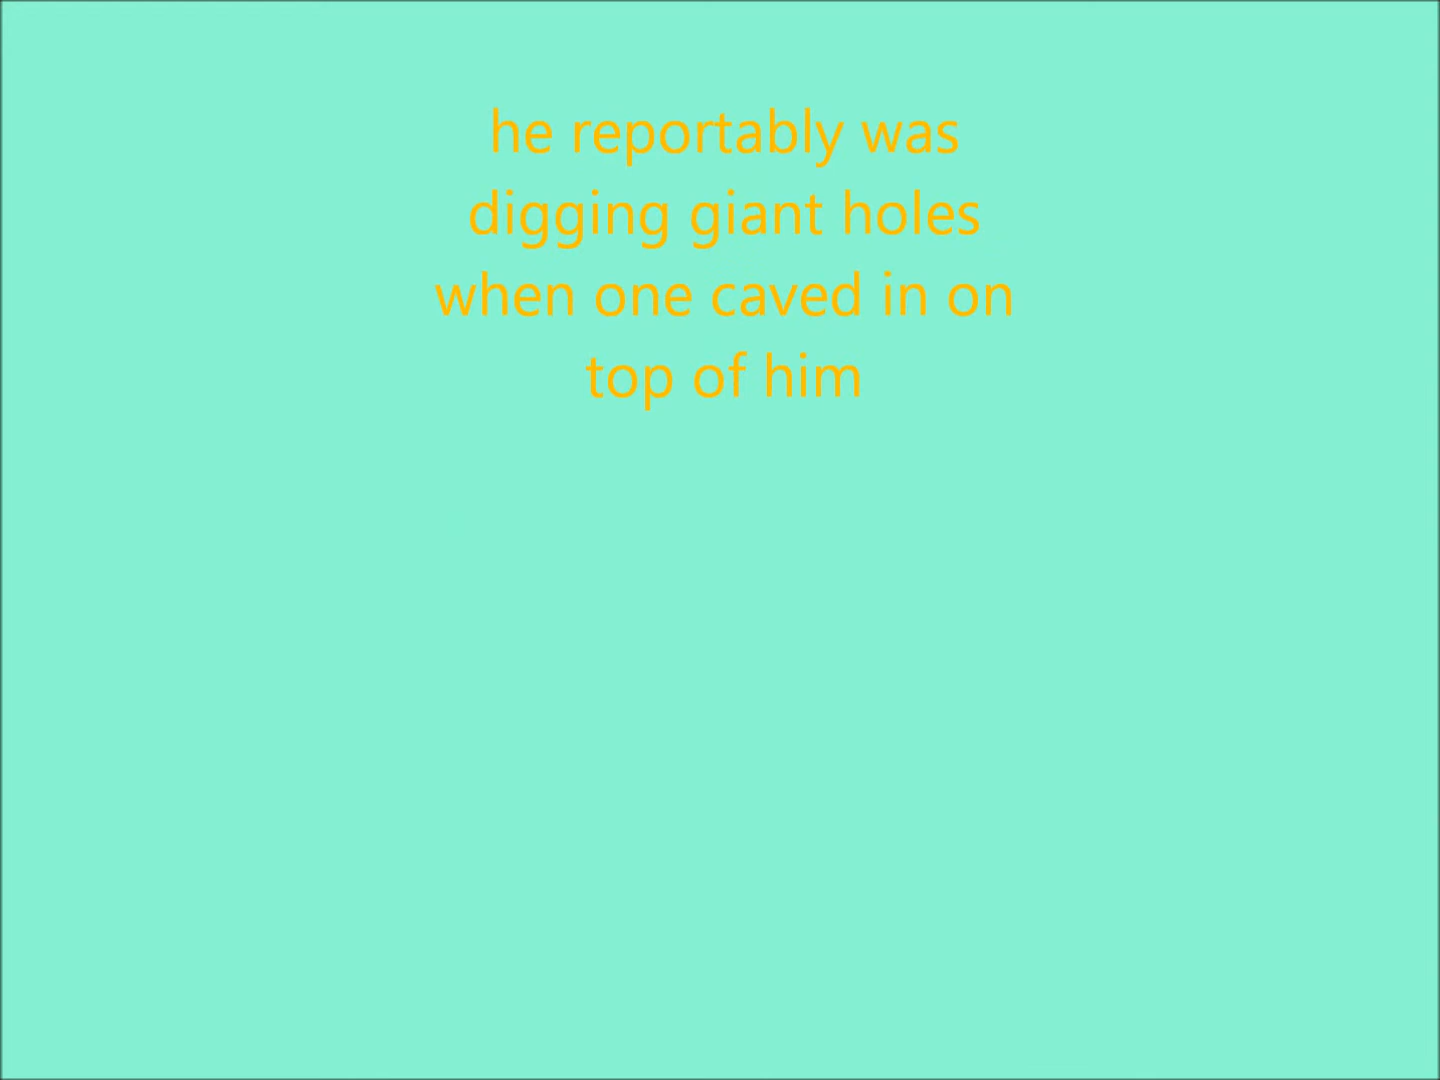 he reportably was
digging giant holes
when one caved in on
top of him